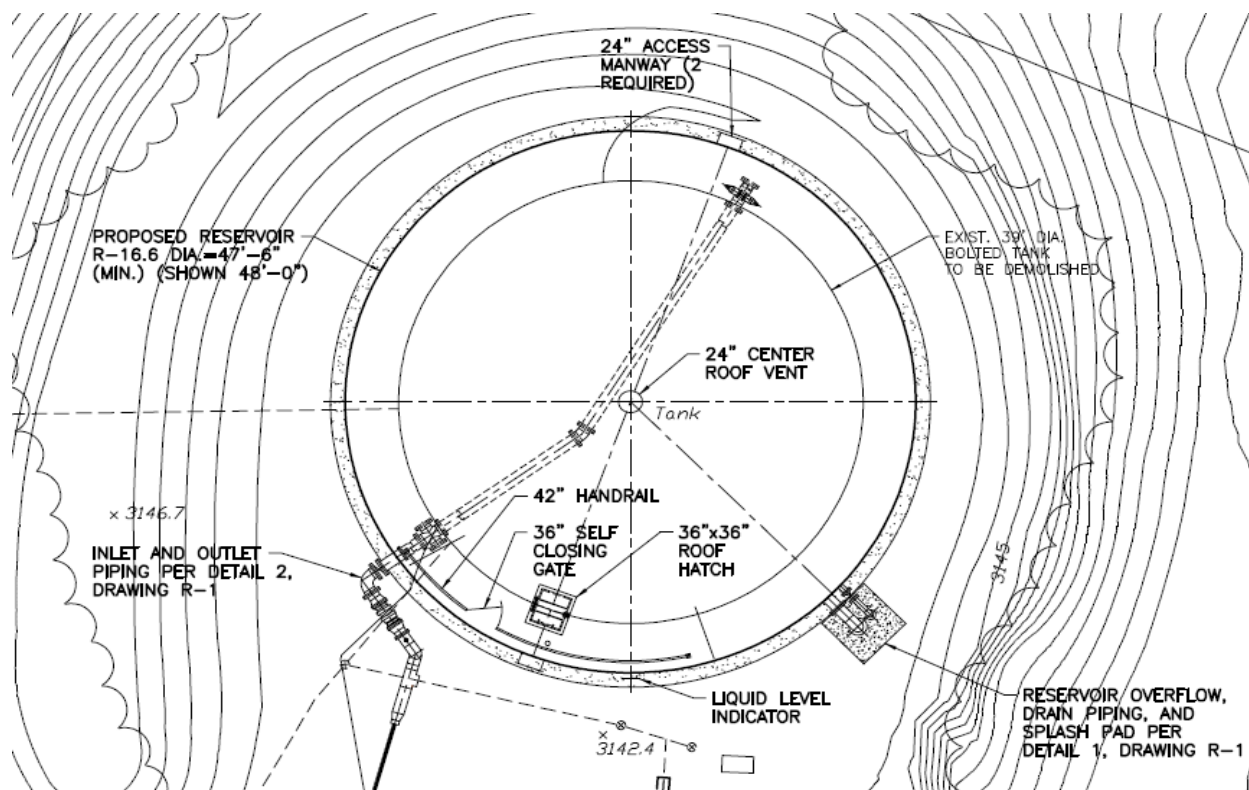 24" ACCESS
MANWAY (2
REQUIRED)
PROPOSED RESERVOIR
R-16.6 DIA.=47'-6"
(MIN.) (SHOWN 48'-0")
EXIST. 39' DIA.
BOLTED TANK
TO BE DEMOLISHED
24" CENTER
ROOF VENT
Tank
42" HANDRAIL
× 3146.7
36" SELF
CLOSING
GATE
36"x36"
ROOF
HATCH
INLET AND OUTLET
PIPING PER DETAIL 2,
DRAWING R-1
3145
LIQUID LEVEL
INDICATOR
× 3142.4
RESERVOIR OVERFLOW,
DRAIN PIPING, AND
SPLASH PAD PER
DETAIL 1, DRAWING R-1